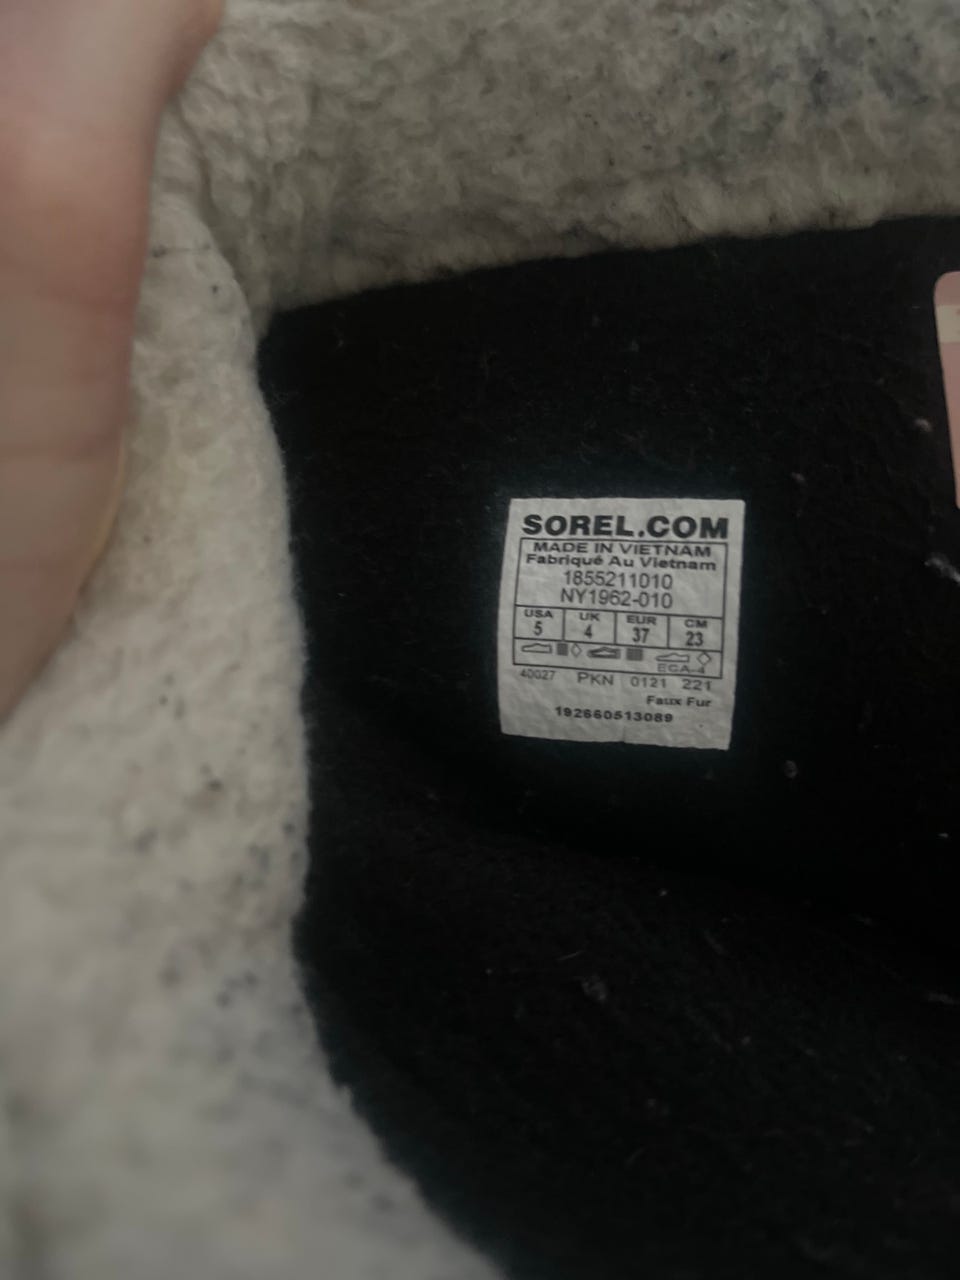 SOREL.COM
MADE IN VIETNAM
Fabriqué Au Vietnam
1855211010
NY1962-010
USA UK EUR CM
5 4 37 23
ECA-4
40027 PKN 0121 221
Faux Fur
192660513089